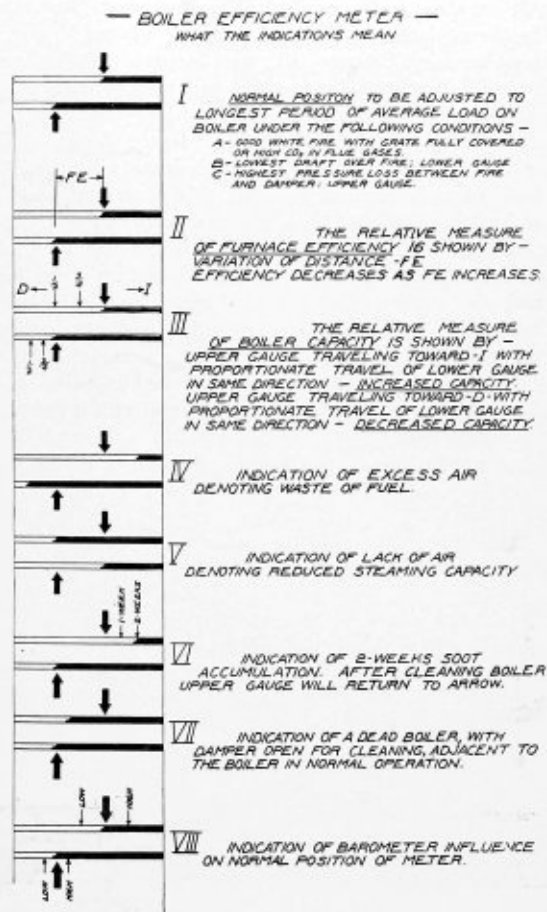 — BOILER EFFICIENCY METER —
WHAT THE INDICATIONS MEAN
I NORMAL POSITON TO BE ADJUSTED TO
LONGEST PERIOD OF AVERAGE LOAD ON
BOILER UNDER THE FOLLOWING CONDITIONS —
A - GOOD WHITE FIRE WITH GRATE FULLY COVERED
OR HIGH CO2 IN FLUE GASES.
B - LOWEST DRAFT OVER FIRE; LOWER GAUGE
C - HIGHEST PRESSURE LOSS BETWEEN FIRE
AND DAMPER; UPPER GAUGE.
FE
II THE RELATIVE MEASURE
OF FURNACE EFFICIENCY IS SHOWN BY —
VARIATION OF DISTANCE - FE
EFFICIENCY DECREASES AS FE INCREASES.
D I
III THE RELATIVE MEASURE
OF BOILER CAPACITY IS SHOWN BY —
UPPER GAUGE TRAVELING TOWARD - I WITH
PROPORTIONATE TRAVEL OF LOWER GAUGE
IN SAME DIRECTION — INCREASED CAPACITY.
UPPER GAUGE TRAVELING TOWARD - D - WITH
PROPORTIONATE TRAVEL OF LOWER GAUGE
IN SAME DIRECTION — DECREASED CAPACITY.
IV INDICATION OF EXCESS AIR
DENOTING WASTE OF FUEL.
V INDICATION OF LACK OF AIR
DENOTING REDUCED STEAMING CAPACITY
1-WEEK
2-WEEKS
VI INDICATION OF 2-WEEKS SOOT
ACCUMULATION. AFTER CLEANING BOILER
UPPER GAUGE WILL RETURN TO ARROW.
VII INDICATION OF A DEAD BOILER, WITH
DAMPER OPEN FOR CLEANING, ADJACENT TO
THE BOILER IN NORMAL OPERATION.
LOW
HIGH
VIII INDICATION OF BAROMETER INFLUENCE
ON NORMAL POSITION OF METER.
LOW
HIGH